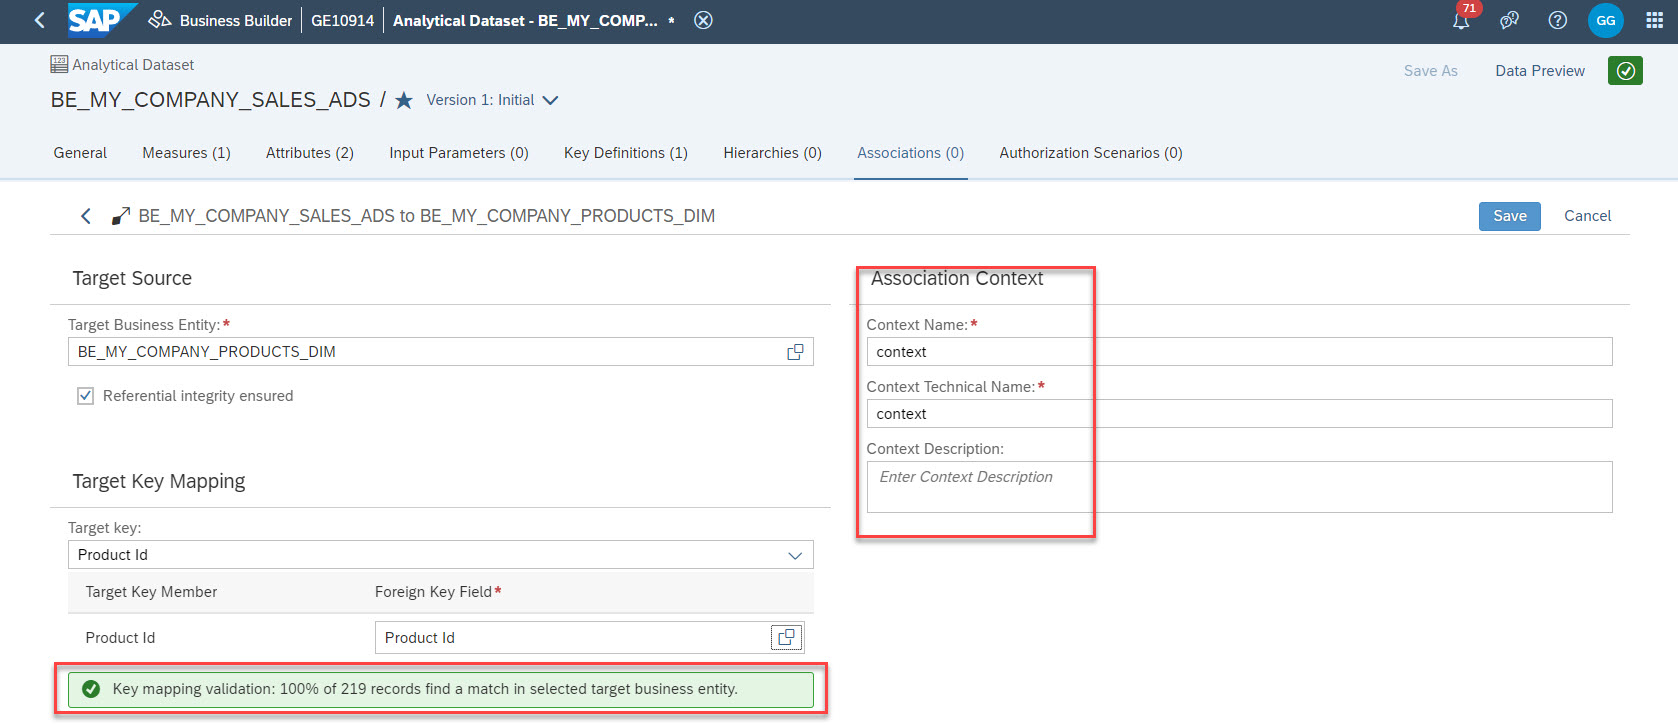 SAP Business Builder GE10914 Analytical Dataset - BE_MY_COMP... * 71 GG
123 Analytical Dataset
Save As Data Preview
BE_MY_COMPANY_SALES_ADS / Version 1: Initial
General Measures (1) Attributes (2) Input Parameters (0) Key Definitions (1) Hierarchies (0) Associations (0) Authorization Scenarios (0)
BE_MY_COMPANY_SALES_ADS to BE_MY_COMPANY_PRODUCTS_DIM Save Cancel
Target Source
Target Business Entity:*
BE_MY_COMPANY_PRODUCTS_DIM
Referential integrity ensured
Target Key Mapping
Target key:
Product Id
Target Key Member Foreign Key Field*
Product Id Product Id
Key mapping validation: 100% of 219 records find a match in selected target business entity.
Association Context
Context Name:*
context
Context Technical Name:*
context
Context Description:
Enter Context Description